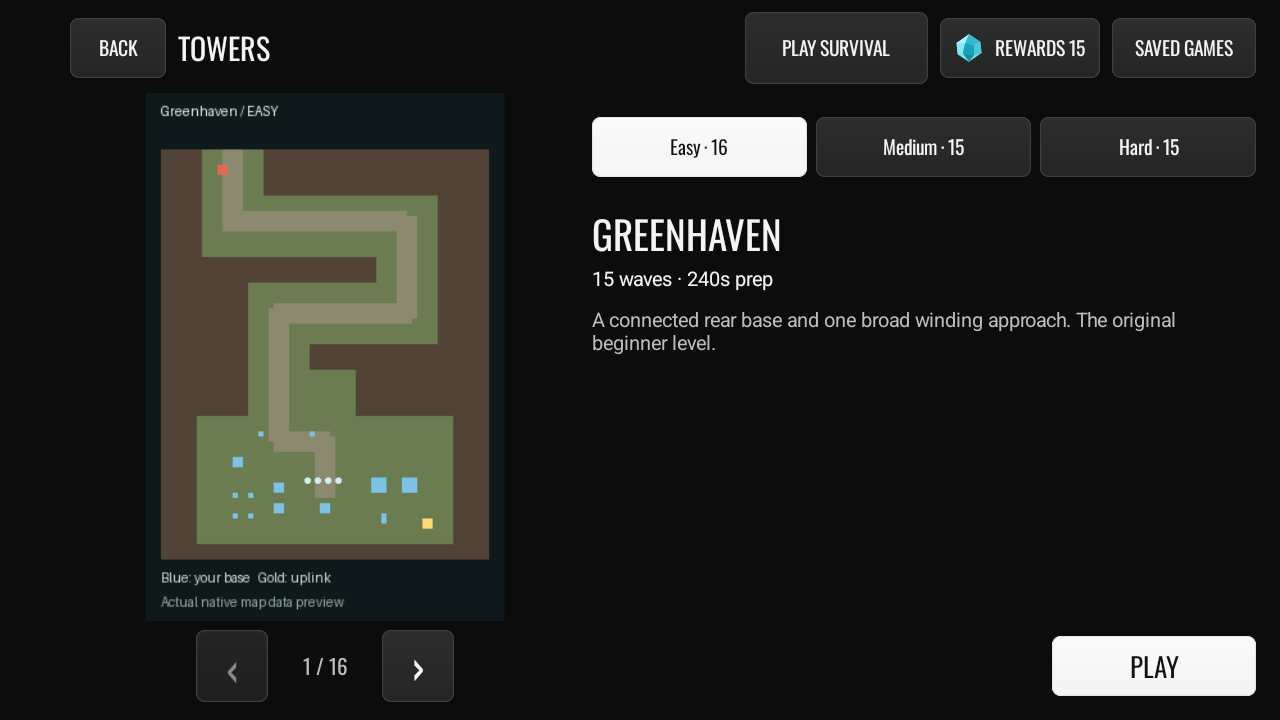 BACK
TOWERS
PLAY SURVIVAL
REWARDS 15
SAVED GAMES
Greenhaven / EASY
Easy · 16
Medium · 15
Hard · 15
GREENHAVEN
15 waves · 240s prep
A connected rear base and one broad winding approach. The original
beginner level.
Blue: your base Gold: uplink
Actual native map data preview
‹
1 / 16
›
PLAY